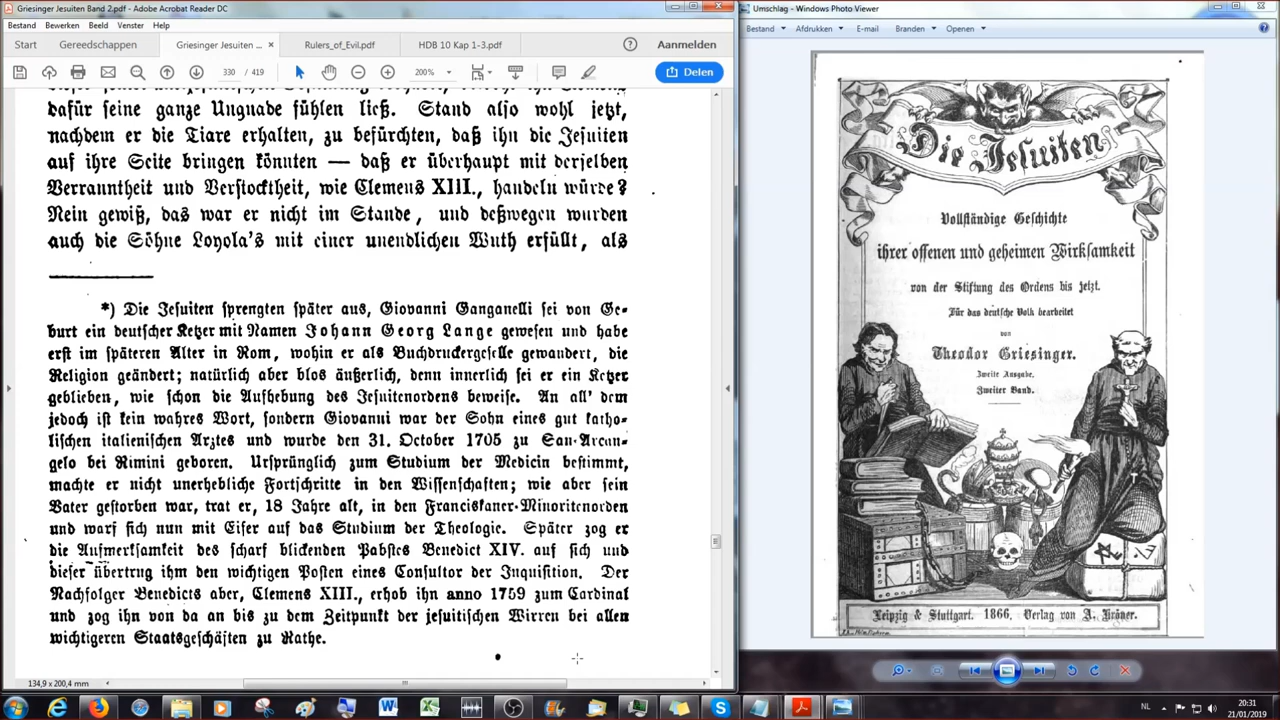 Griesinger Jesuiten Band 2.pdf - Adobe Acrobat Reader DC
Bestand Bewerken Beeld Venster Help
Start Gereedschappen Griesinger Jesuiten ... × Rulers_of_Evil.pdf HDB 10 Kap 1-3.pdf Aanmelden
330 / 419 200% Delen
dafür seine ganze Ungnade fühlen ließ. Stand also wohl jetzt,
nachdem er die Tiare erhalten, zu befürchten, daß ihn die Jesuiten
auf ihre Seite bringen könnten — daß er überhaupt mit derselben
Verranntheit und Verstocktheit, wie Clemens XIII., handeln würde?
Nein gewiß, das war er nicht im Stande, und deßwegen wurden
auch die Söhne Loyola's mit einer unendlichen Wuth erfüllt, als
*) Die Jesuiten sprengten später aus, Giovanni Ganganelli sei von Ge-
burt ein deutscher Ketzer mit Namen Johann Georg Lange gewesen und habe
erst im späteren Alter in Rom, wohin er als Buchdruckergeselle gewandert, die
Religion geändert; natürlich aber blos äußerlich, denn innerlich sei er ein Ketzer
geblieben, wie schon die Aufhebung des Jesuitenordens beweise. An all' dem
jedoch ist kein wahres Wort, sondern Giovanni war der Sohn eines gut katho-
lischen italienischen Arztes und wurde den 31. October 1705 zu San-Arcan-
gelo bei Rimini geboren. Ursprünglich zum Studium der Medicin bestimmt,
machte er nicht unerhebliche Fortschritte in den Wissenschaften; wie aber sein
Vater gestorben war, trat er, 18 Jahre alt, in den Franciskaner-Minoritenorden
und warf sich nun mit Eifer auf das Studium der Theologie. Später zog er
die Aufmerksamkeit des scharf blickenden Pabstes Benedict XIV. auf sich und
dieser übertrug ihm den wichtigen Posten eines Consultor der Inquisition. Der
Nachfolger Benedicts aber, Clemens XIII., erhob ihn anno 1759 zum Cardinal
und zog ihn von da an bis zu dem Zeitpunkt der jesuitischen Wirren bei allen
wichtigeren Staatsgeschäften zu Rathe.
134,9 x 200,4 mm
Umschlag - Windows Photo Viewer
Bestand Afdrukken E-mail Branden Openen
Die Jesuiten
Vollständige Geschichte
ihrer offenen und geheimen Wirksamkeit
von der Stiftung des Ordens bis jetzt.
Für das deutsche Volk bearbeitet
von
Theodor Griesinger.
Zweite Ausgabe.
Zweiter Band.
Leipzig & Stuttgart. 1866. Verlag von A. Kröner.
NL 20:31
21/01/2019